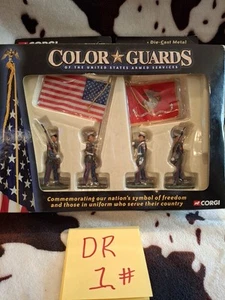 CORGI
Die-Cast Metal
COLOR★GUARDS
OF THE UNITED STATES ARMED SERVICES
Commemorating our nation's symbol of freedom
and those in uniform who serve their country
CORGI
DR
1#